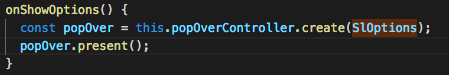 onShowOptions() {
const popOver = this.popOverController.create(SlOptions);
popOver.present();
}